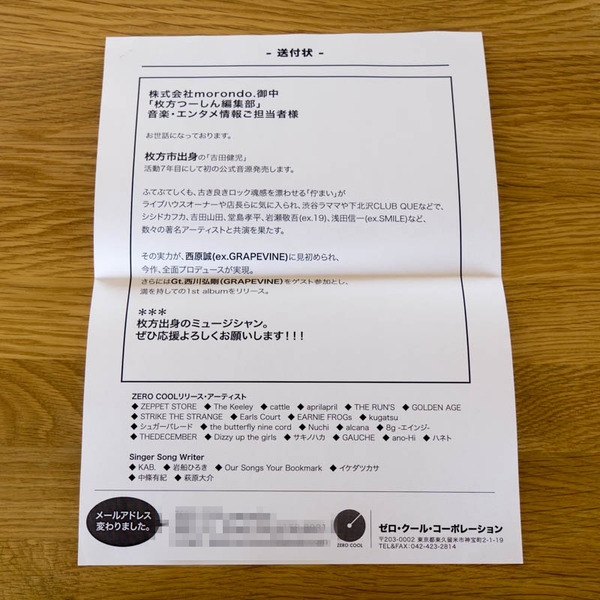 - 送付状 -
株式会社morondo.御中
「枚方つーしん編集部」
音楽・エンタメ情報ご担当者様
お世話になっております。
枚方市出身の「吉田健児」
活動7年目にして初の公式音源発売します。
ふてぶてしくも、古き良きロック魂感を漂わせる「佇まい」が
ライブハウスオーナーや店長らに気に入られ、渋谷ラママや下北沢CLUB QUEなどで、
シシドカフカ、吉田山田、堂島孝平、岩瀬敬吾(ex.19)、浅田信一(ex.SMILE)など、
数々の著名アーティストと共演を果たす。
その実力が、西原誠(ex.GRAPEVINE)に見初められ、
今作、全面プロデュースが実現。
さらにはGt.西川弘剛(GRAPEVINE)をゲスト参加とし、
満を持しての1st albumをリリース。
***
枚方出身のミュージシャン。
ぜひ応援よろしくお願いします!!!
ZERO COOLリリース・アーティスト
◆ ZEPPET STORE ◆ The Keeley ◆ cattle ◆ aprilapril ◆ THE RUN'S ◆ GOLDEN AGE
◆ STRIKE THE STRANGE ◆ Earls Court ◆ EARNIE FROGs ◆ kugatsu
◆ シュガーパレード ◆ the butterfly nine cord ◆ Nuchi ◆ alcana ◆ 8g -エインジ-
◆ THEDECEMBER ◆ Dizzy up the girls ◆ サキノハカ ◆ GAUCHE ◆ ano-Hi ◆ ハネト
Singer Song Writer
◆ KAB. ◆ 岩船ひろき ◆ Our Songs Your Bookmark ◆ イケダツカサ
◆ 中條有紀 ◆ 萩原大介
メールアドレス
変わりました。
ZERO COOL
ゼロ・クール・コーポレーション
〒203-0002 東京都東久留米市神宝町2-1-19
TEL&FAX: 042-423-2814